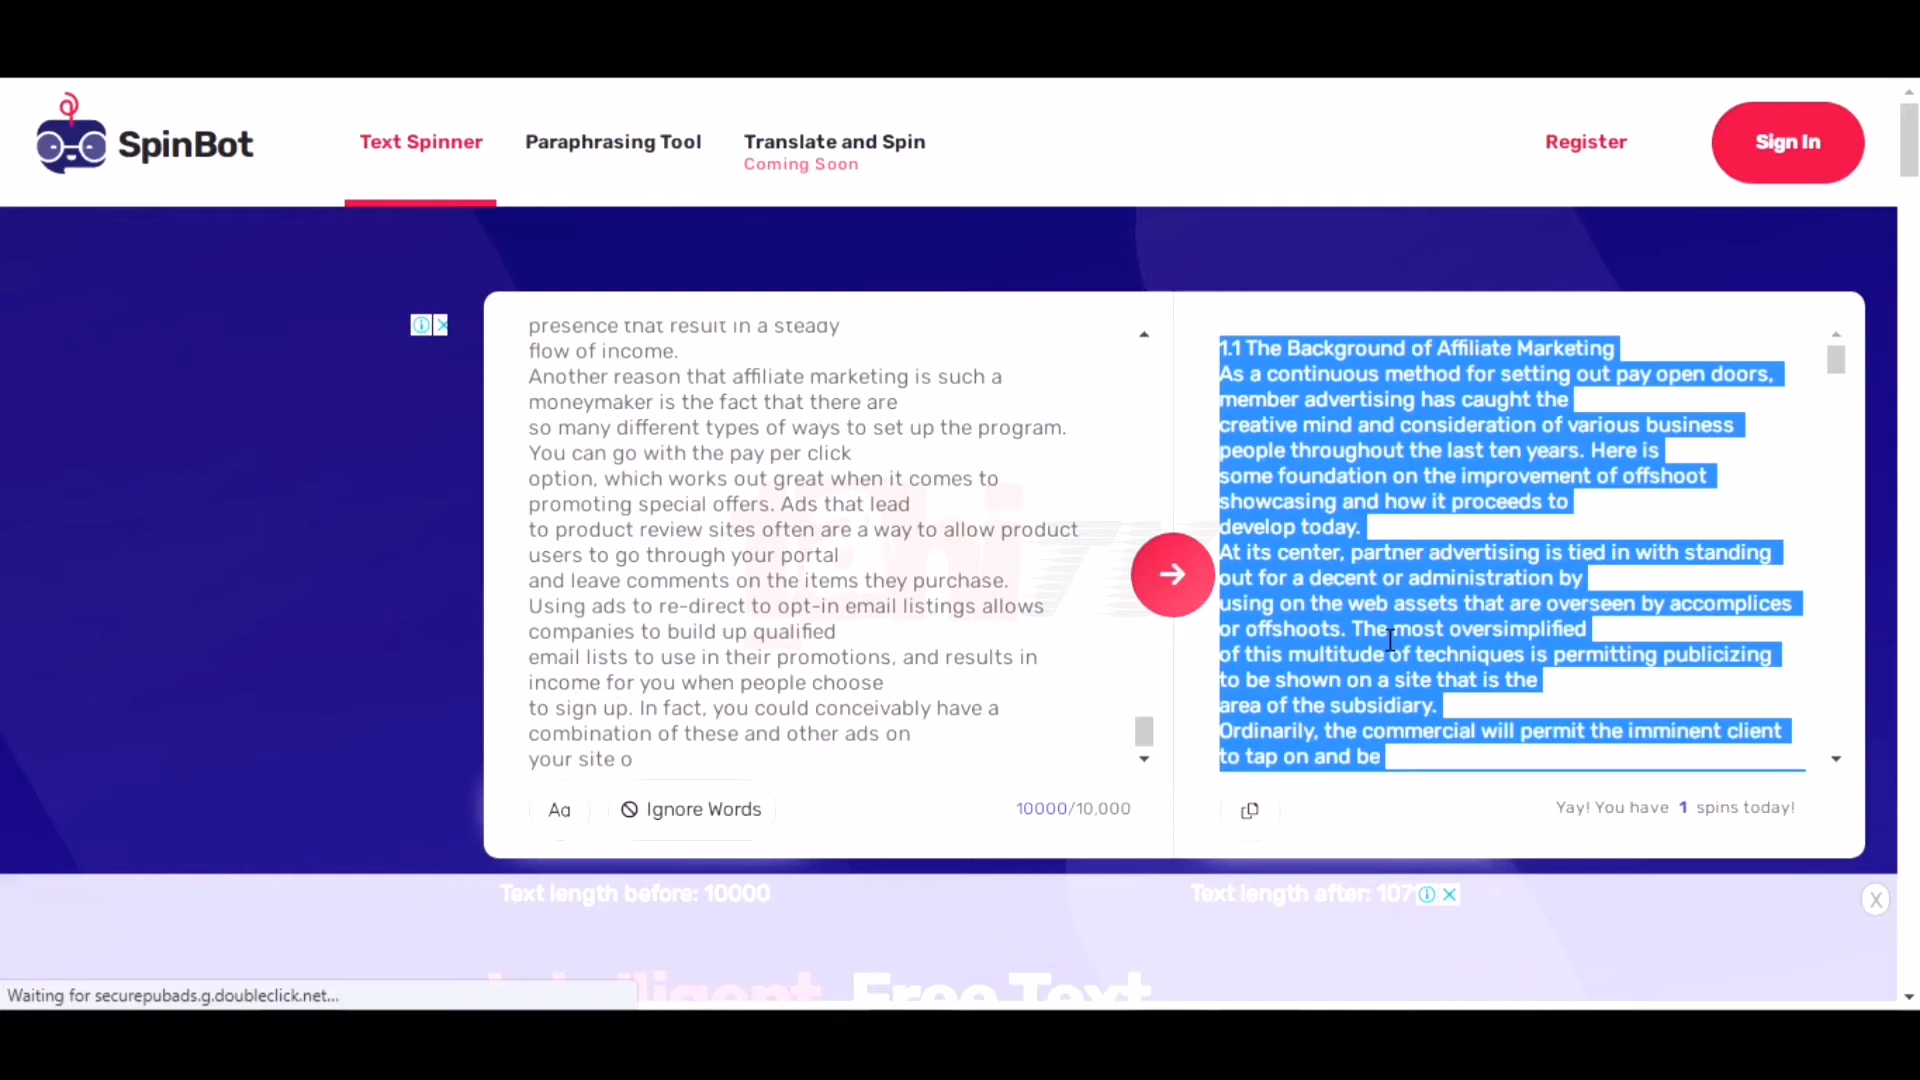 SpinBot
Text Spinner
Paraphrasing Tool
Translate and Spin
Coming Soon
Register
Sign In
presence that result in a steady
flow of income.
Another reason that affiliate marketing is such a
moneymaker is the fact that there are
so many different types of ways to set up the program.
You can go with the pay per click
option, which works out great when it comes to
promoting special offers. Ads that lead
to product review sites often are a way to allow product
users to go through your portal
and leave comments on the items they purchase.
Using ads to re-direct to opt-in email listings allows
companies to build up qualified
email lists to use in their promotions, and results in
income for you when people choose
to sign up. In fact, you could conceivably have a
combination of these and other ads on
your site o
Aa
Ignore Words
10000/10,000
1.1 The Background of Affiliate Marketing
As a continuous method for setting out pay open doors,
member advertising has caught the
creative mind and consideration of various business
people throughout the last ten years. Here is
some foundation on the improvement of offshoot
showcasing and how it proceeds to
develop today.
At its center, partner advertising is tied in with standing
out for a decent or administration by
using on the web assets that are overseen by accomplices
or offshoots. The most oversimplified
of this multitude of techniques is permitting publicizing
to be shown on a site that is the
area of the subsidiary.
Ordinarily, the commercial will permit the imminent client
to tap on and be
Yay! You have 1 spins today!
Text length before: 10000
Text length after: 107
X
Free Text
Waiting for securepubads.g.doubleclick.net...